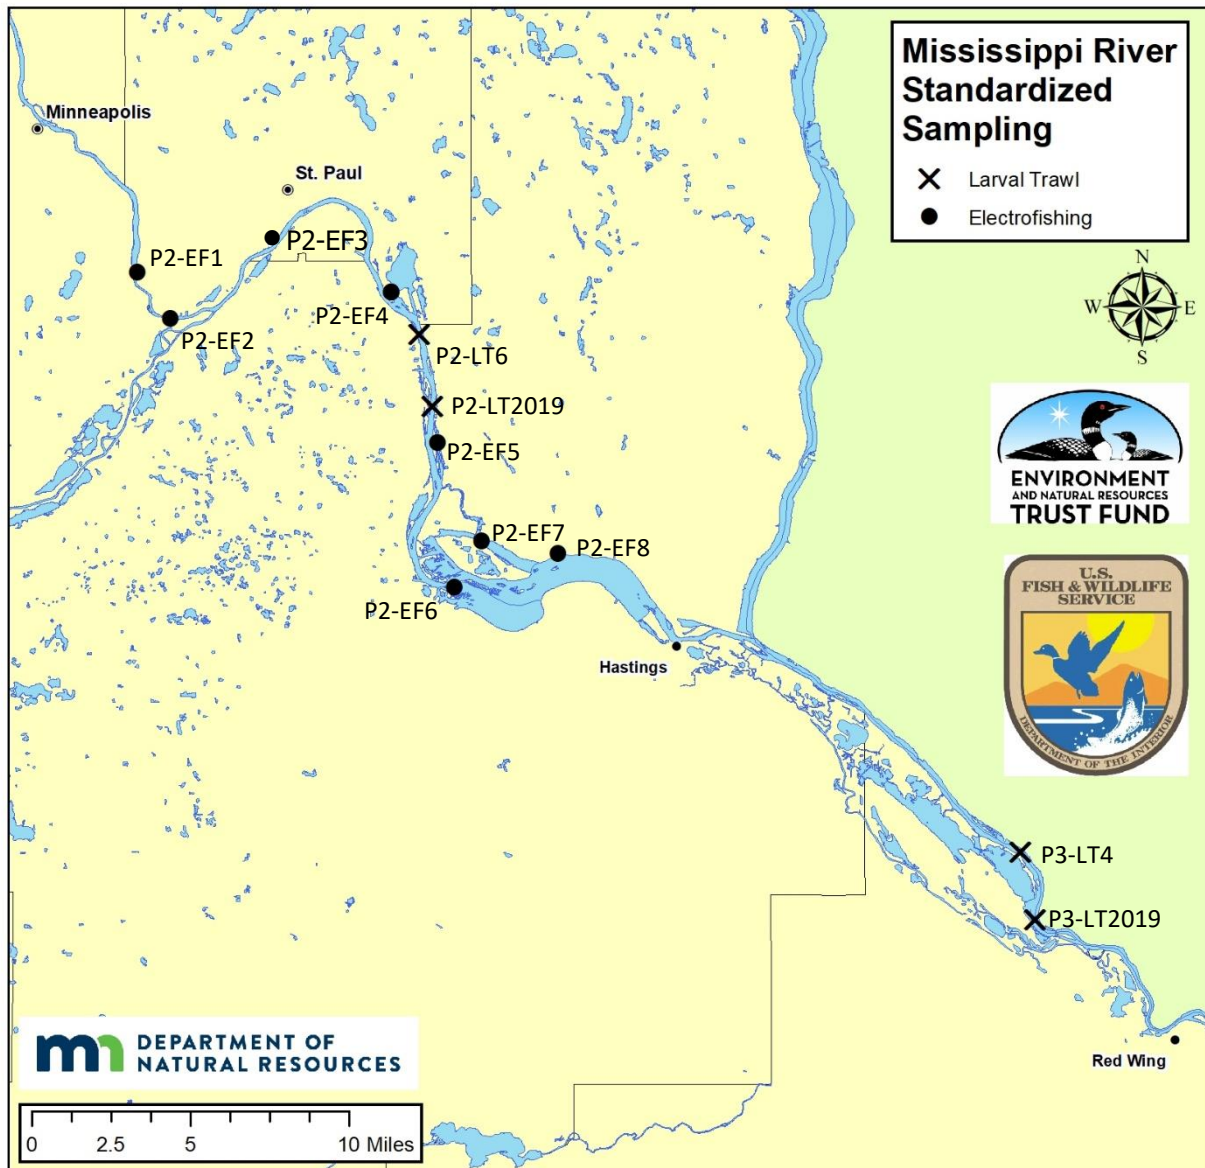 Mississippi River
Standardized
Sampling
Larval Trawl
Electrofishing
Minneapolis
St. Paul
P2-EF3
P2-EF1
N
W
E
S
P2-EF4
P2-EF2
P2-LT6
P2-LT2019
P2-EF5
ENVIRONMENT
AND NATURAL RESOURCES
TRUST FUND
P2-EF7
P2-EF8
U.S.
FISH & WILDLIFE
SERVICE
P2-EF6
Hastings
DEPARTMENT OF THE INTERIOR
P3-LT4
P3-LT2019
mn DEPARTMENT OF
NATURAL RESOURCES
Red Wing
0 2.5 5 10 Miles